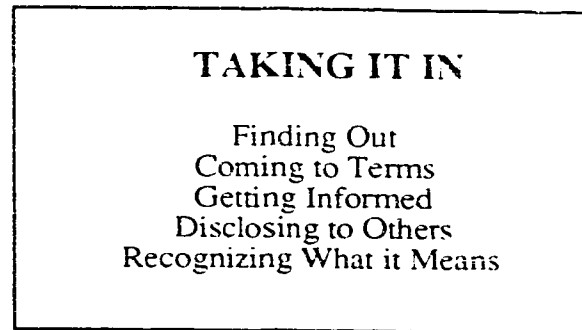 TAKING IT IN
Finding Out
Coming to Terms
Getting Informed
Disclosing to Others
Recognizing What it Means